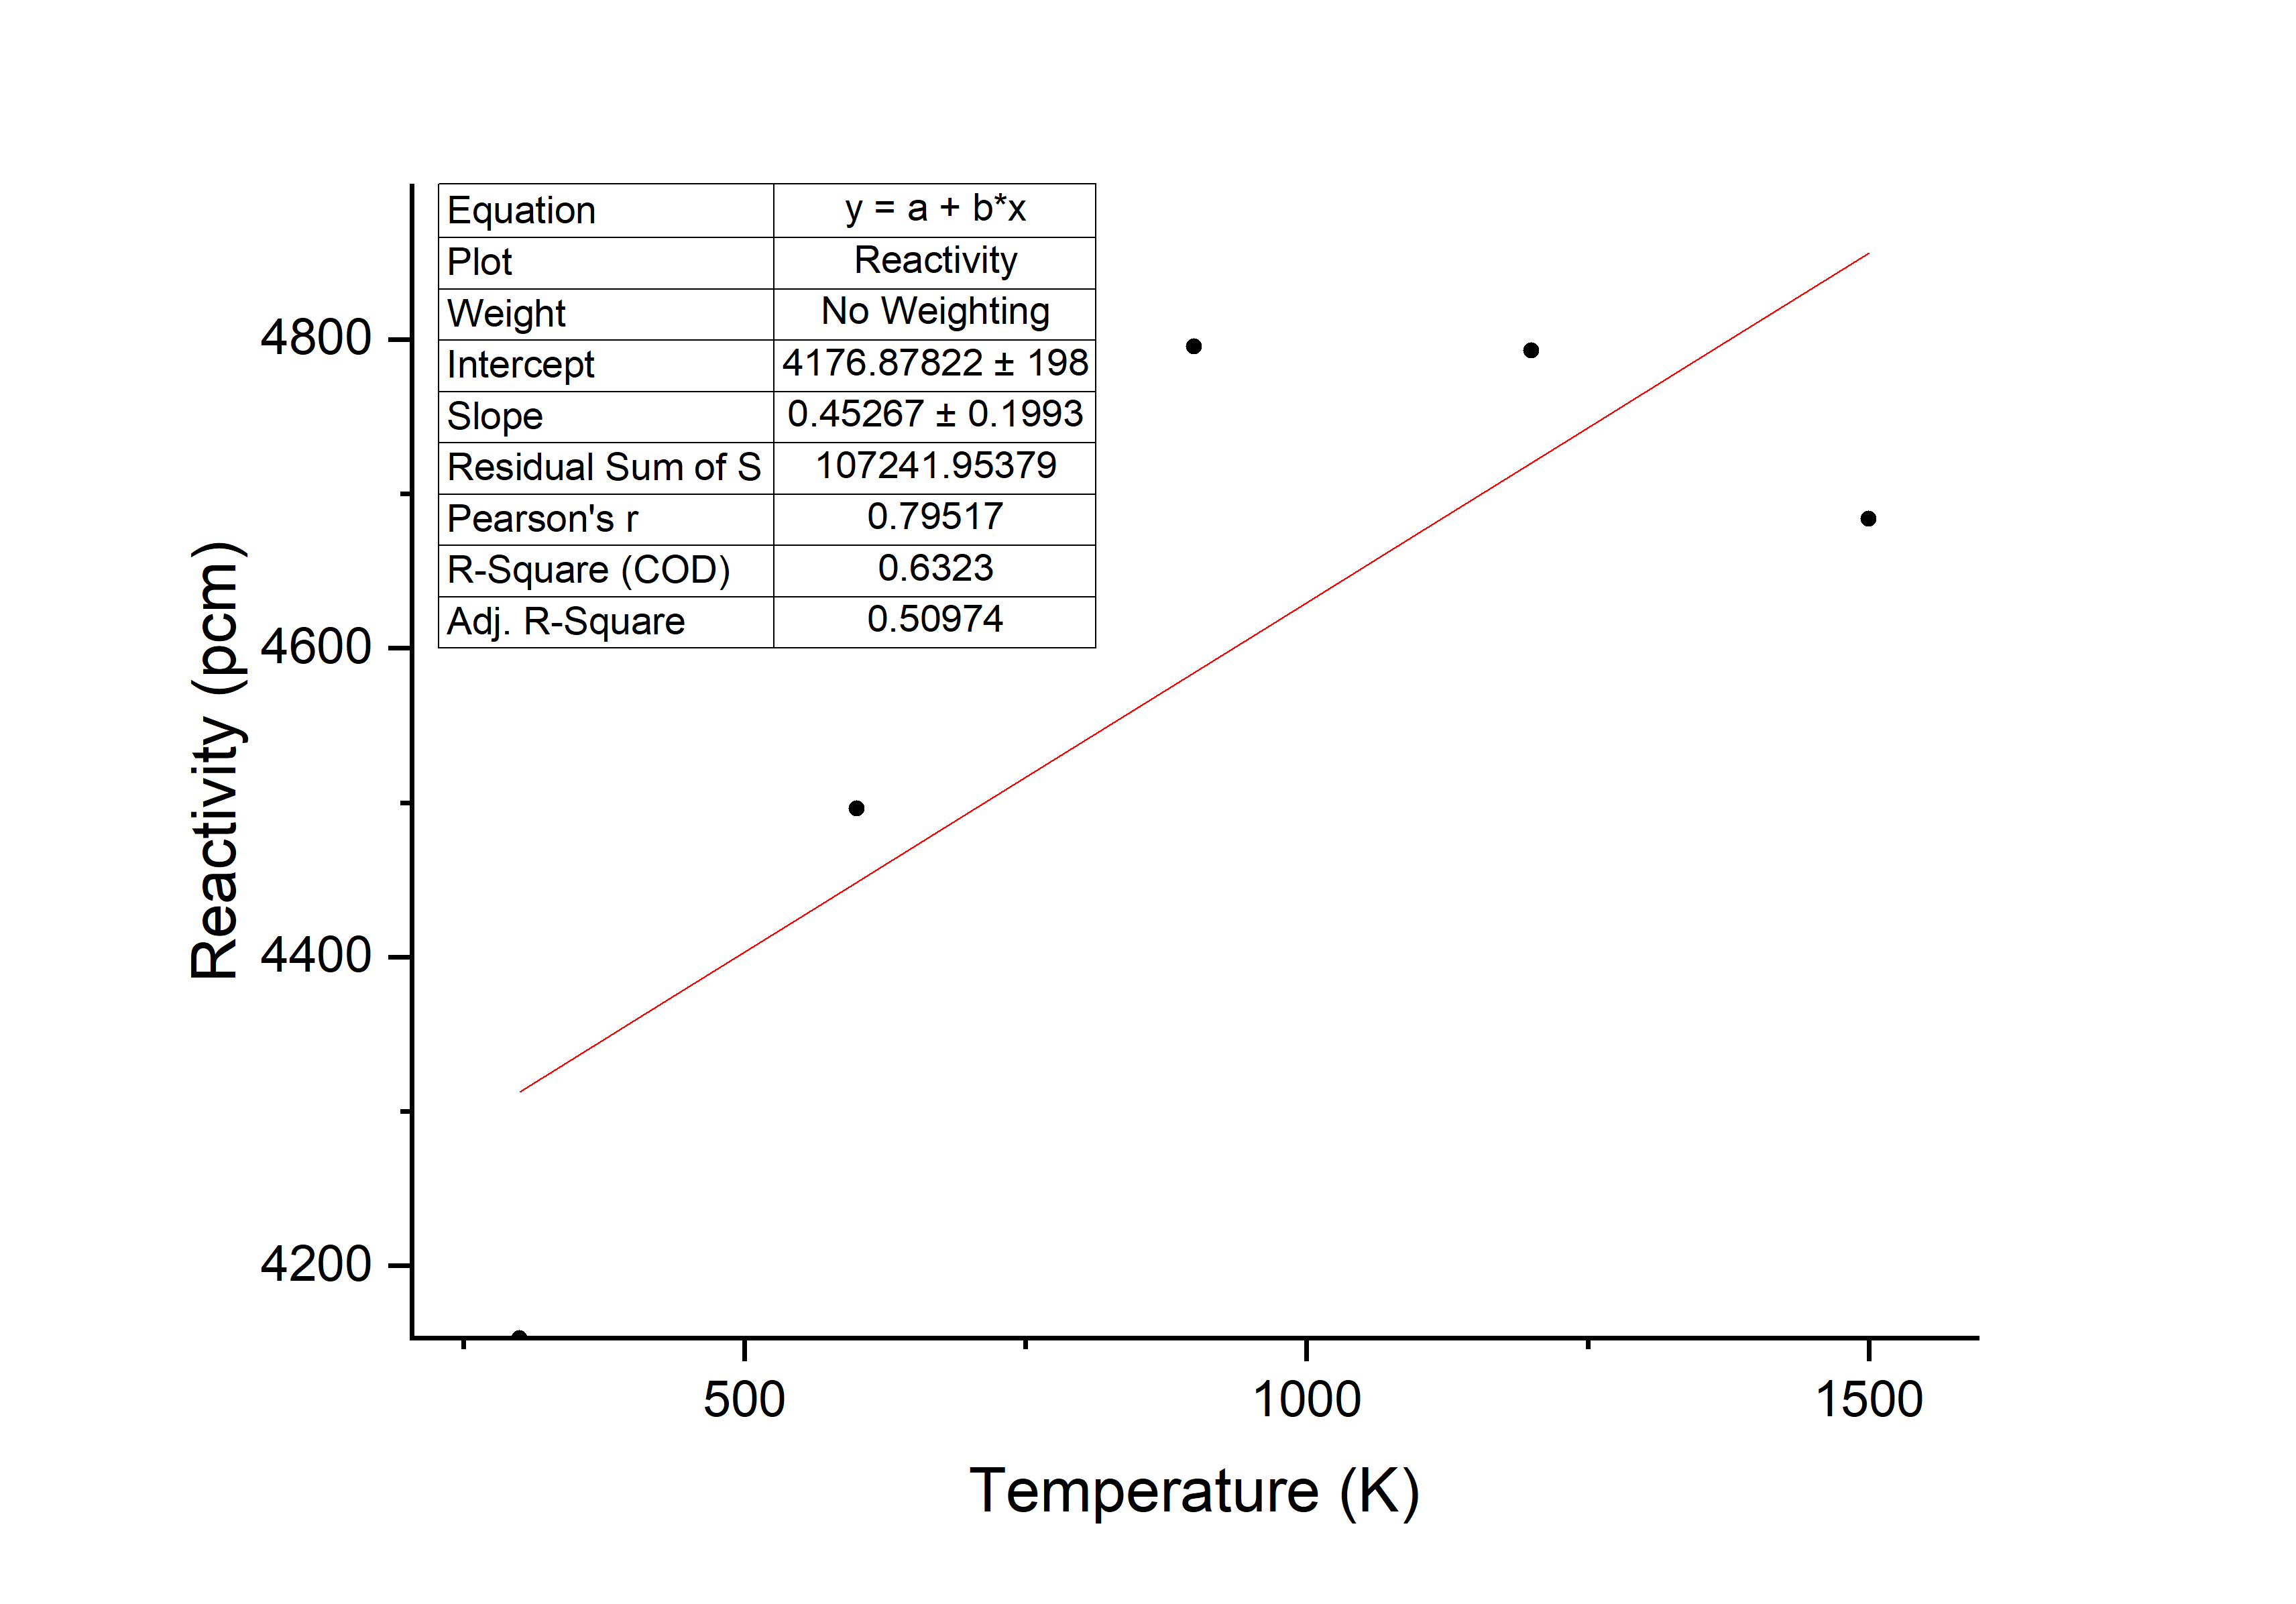 Equation y = a + b*x
Plot Reactivity
Weight No Weighting
Intercept 4176.87822 ± 198
Slope 0.45267 ± 0.1993
Residual Sum of S 107241.95379
Pearson's r 0.79517
R-Square (COD) 0.6323
Adj. R-Square 0.50974
Reactivity (pcm)
4800
4600
4400
4200
500 1000 1500
Temperature (K)